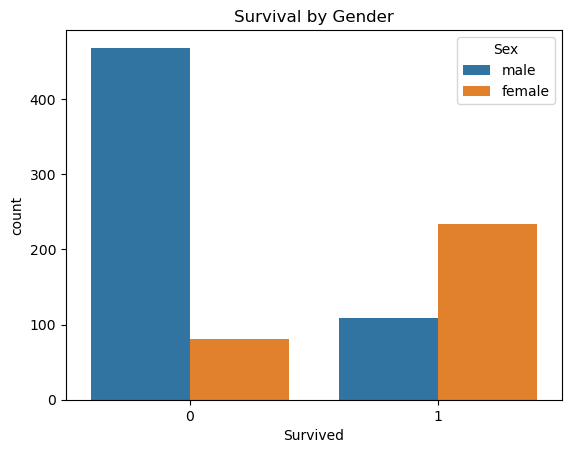 Survival by Gender
Sex
male
female
count
400
300
200
100
0
0 1
Survived